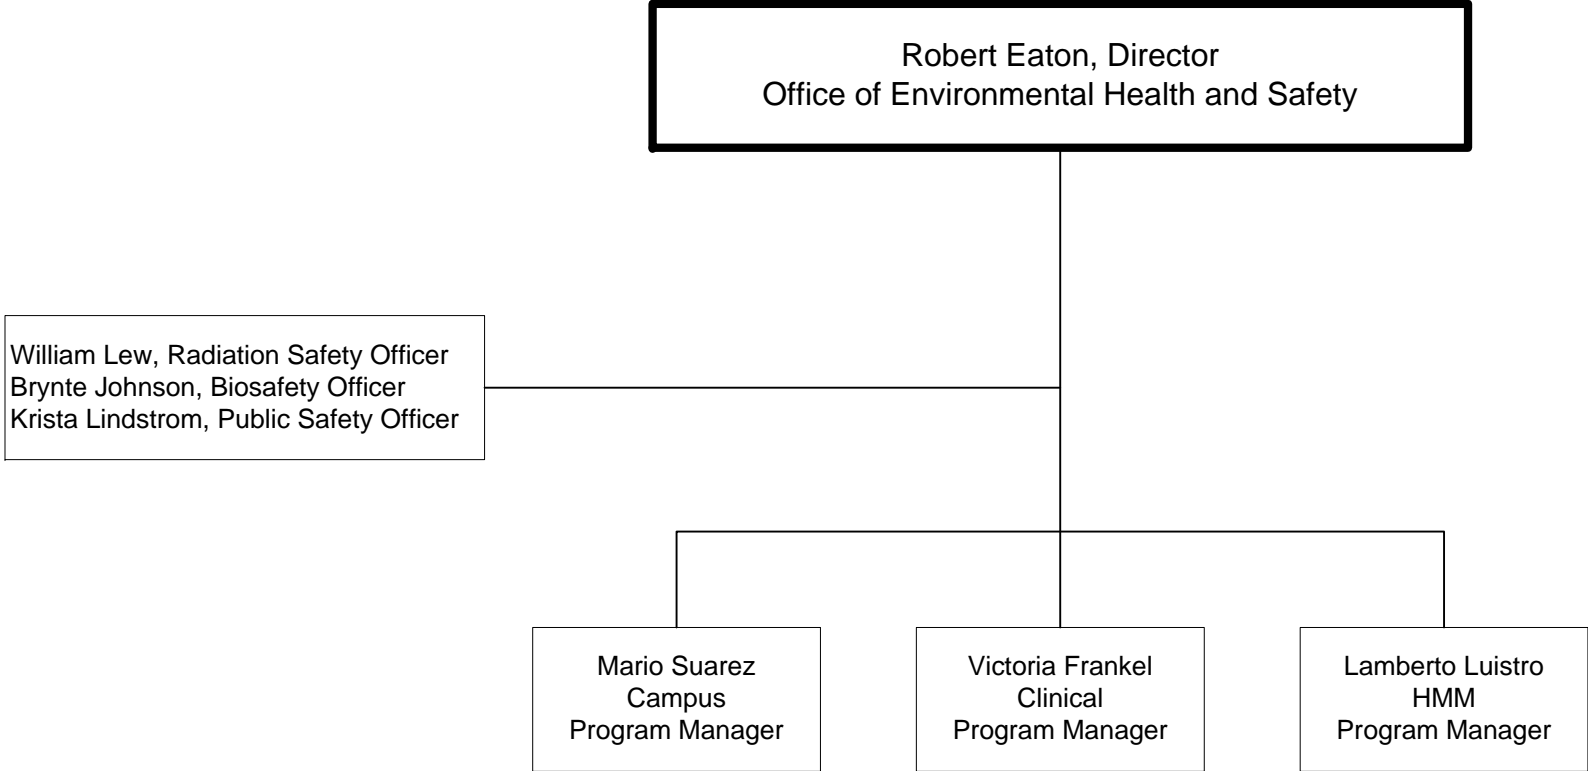 Robert Eaton, Director
Office of Environmental Health and Safety
William Lew, Radiation Safety Officer
Brynte Johnson, Biosafety Officer
Krista Lindstrom, Public Safety Officer
Mario Suarez
Campus
Program Manager
Victoria Frankel
Clinical
Program Manager
Lamberto Luistro
HMM
Program Manager